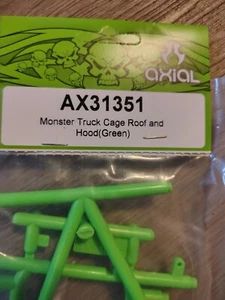 AXIAL
AX31351
Monster Truck Cage Roof and
Hood(Green)